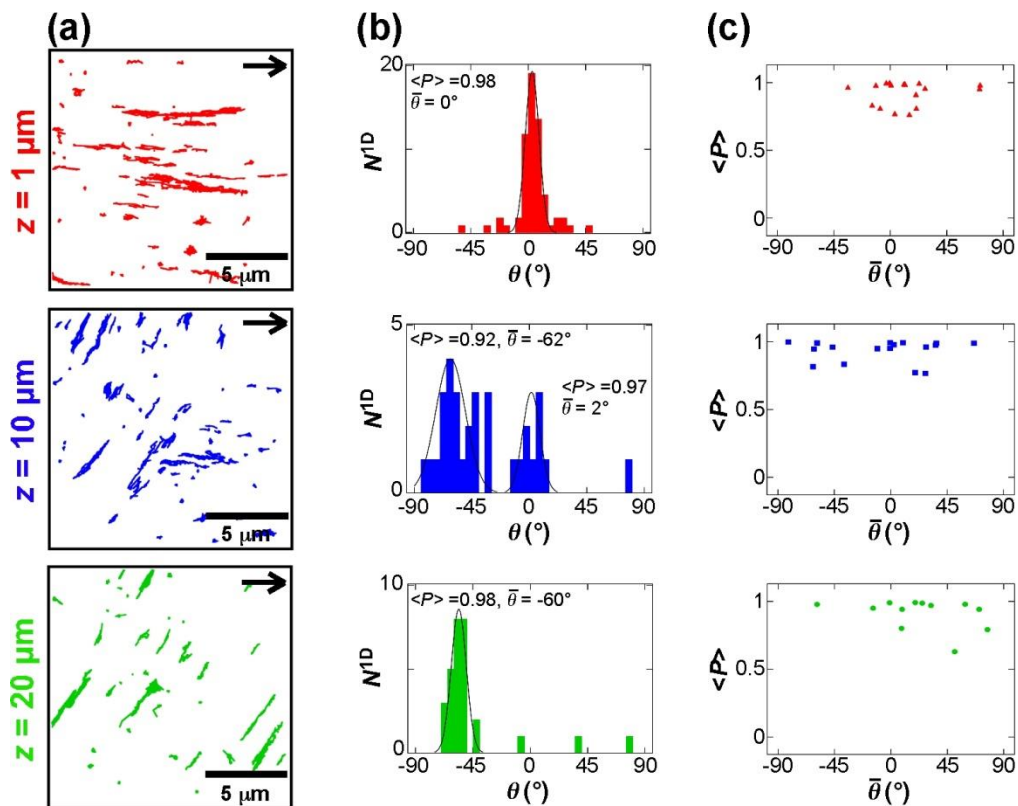 (a)
(b)
(c)
z = 1 μm
5 μm
20
0
N1D
<P> =0.98
θ̅ = 0°
-90 -45 0 45 90
θ (°)
1
0.5
0
<P>
-90 -45 0 45 90
θ̅ (°)
z = 10 μm
5 μm
5
0
N1D
<P> =0.92, θ̅ = -62°
<P> =0.97
θ̅ = 2°
-90 -45 0 45 90
θ (°)
1
0.5
0
<P>
-90 -45 0 45 90
θ̅ (°)
z = 20 μm
5 μm
10
0
N1D
<P> =0.98, θ̅ = -60°
-90 -45 0 45 90
θ (°)
1
0.5
0
<P>
-90 -45 0 45 90
θ̅ (°)